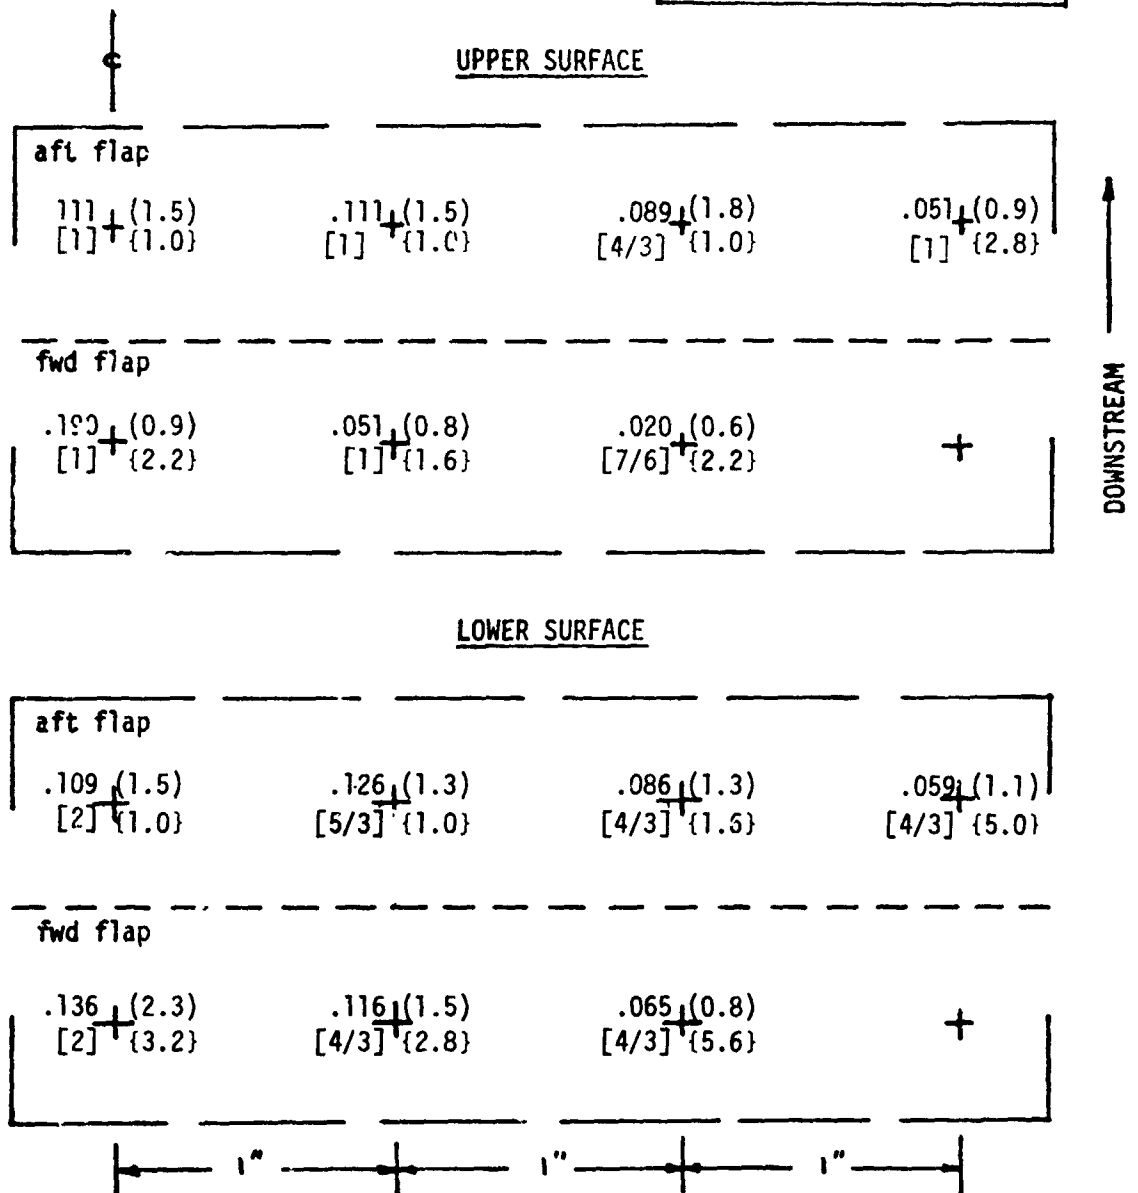 UPPER SURFACE
aft flap
111 (1.5) .111 (1.5) .089 (1.8) .051 (0.9)
[1] {1.0} [1] {1.0} [4/3] {1.0} [1] {2.8}
fwd flap
(0.9) .051 (0.8) .020 (0.6)
[1] {2.2} [1] {1.6} [7/6] {2.2}
DOWNSTREAM
LOWER SURFACE
aft flap
.109 (1.5) .126 (1.3) .086 (1.3) .059 (1.1)
[2] {1.0} [5/3] {1.0} [4/3] [4/3] {5.0}
fwd flap
.136 (2.3) .116 (1.5) .065 (0.8)
[2] {3.2} [4/3] {2.8} [4/3] {5.6}
1" 1" 1"